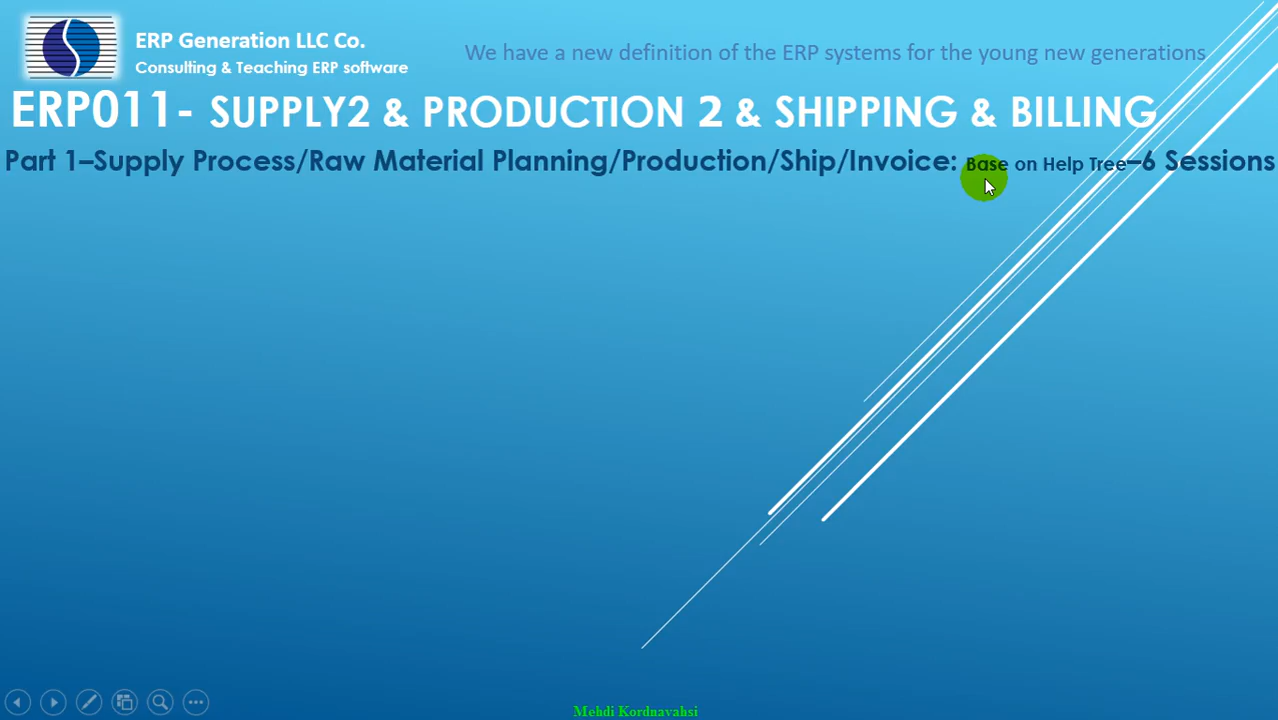 ERP Generation LLC Co.
We have a new definition of the ERP systems for the young new generations
Consulting & Teaching ERP software
ERP011- SUPPLY2 & PRODUCTION 2 & SHIPPING & BILLING
Part 1–Supply Process/Raw Material Planning/Production/Ship/Invoice: Base on Help Tree–6 Sessions
Mehdi Kordnavahsi